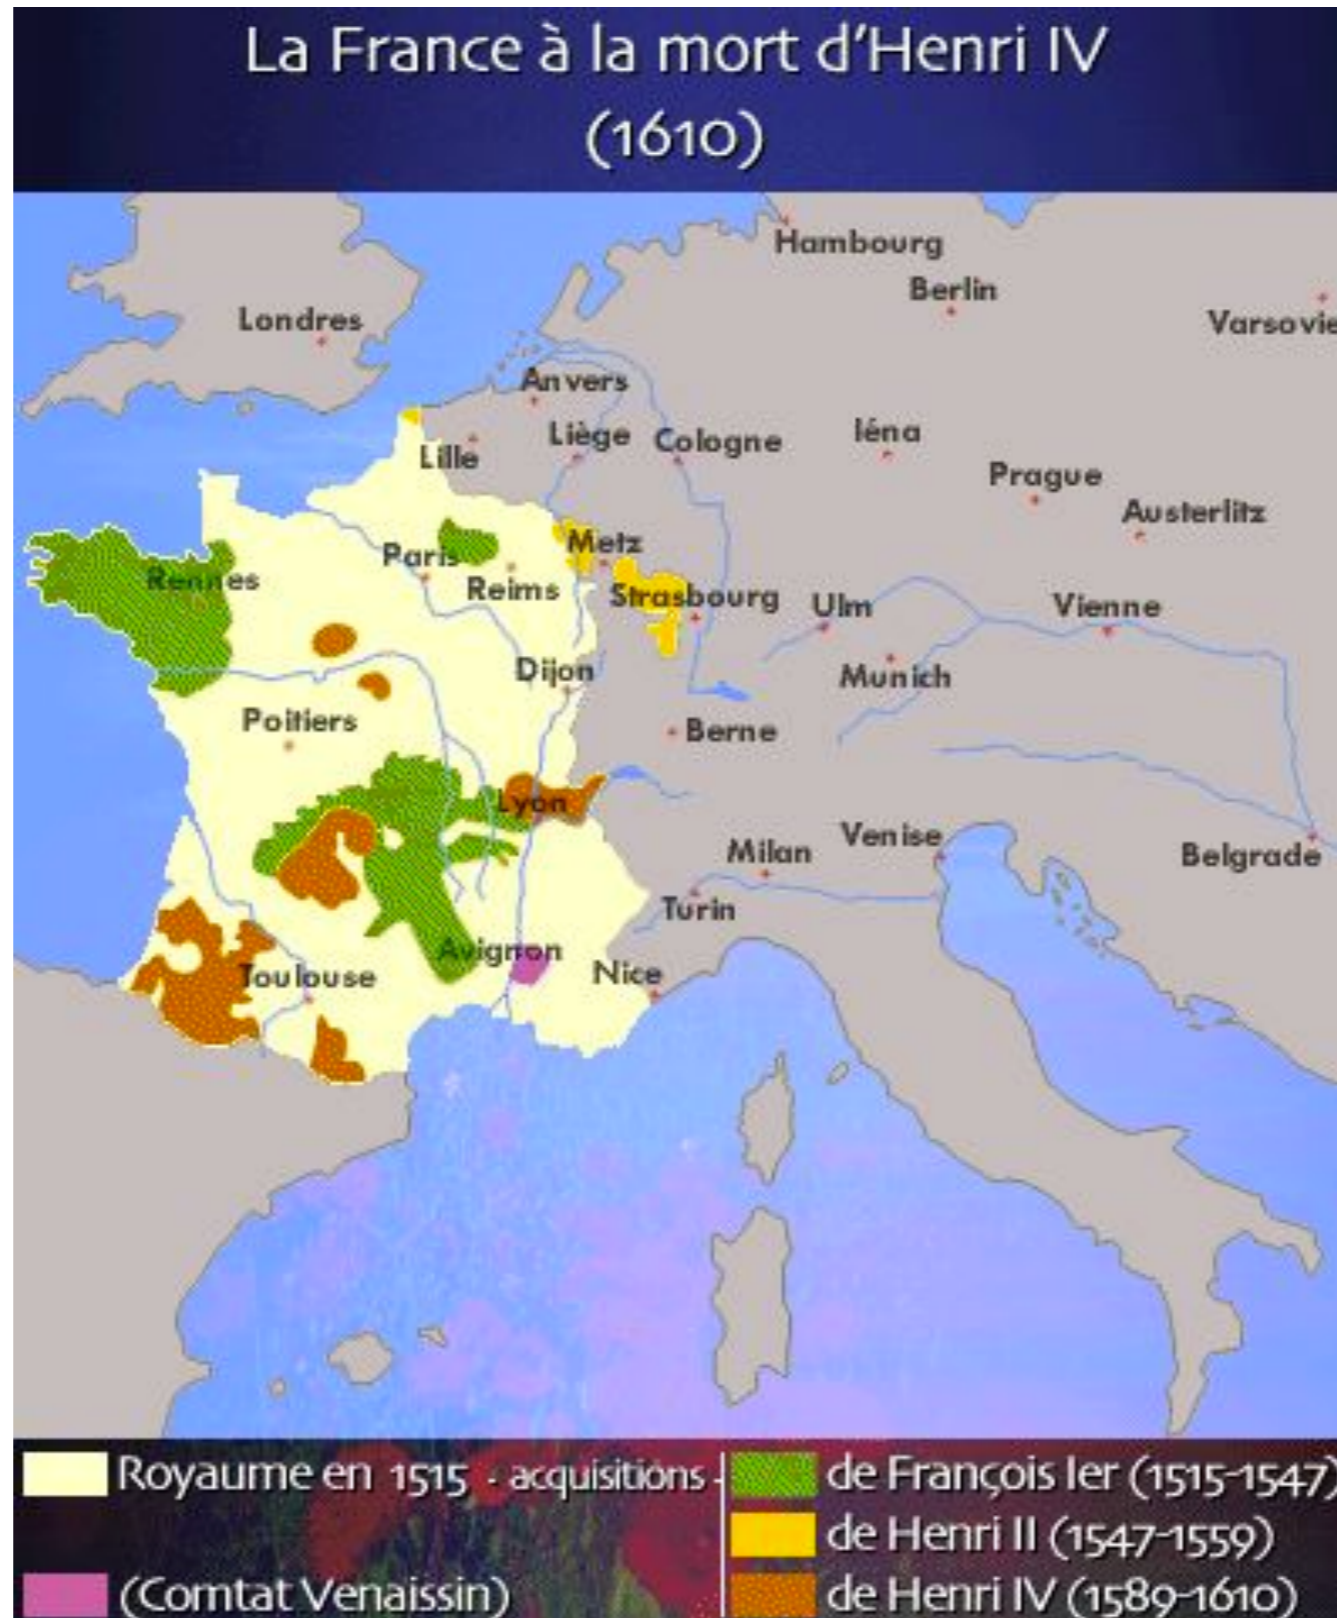 La France à la mort d'Henri IV
(1610)
Hambourg
Berlin
Londres
Varsovie
Anvers
Liège
Cologne
Iéna
Lille
Prague
Austerlitz
Paris
Metz
Rennes
Reims
Strasbourg
Ulm
Vienne
Dijon
Munich
Poitiers
Berne
Lyon
Milan
Venise
Belgrade
Turin
Avignon
Toulouse
Nice
Royaume en 1515 - acquisitions -
de François Ier (1515-1547)
de Henri II (1547-1559)
(Comtat Venaissin)
de Henri IV (1589-1610)